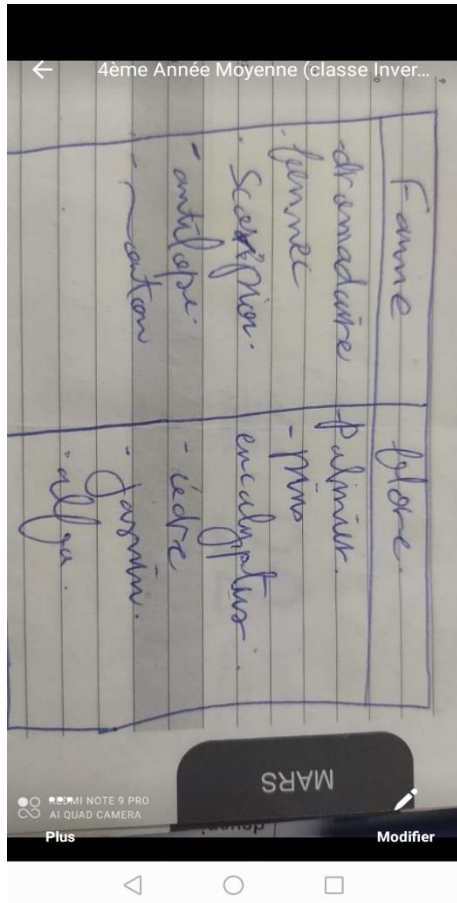 4ème Année Moyenne (classe Inver...
Faune
flore.
-dromadaire
Palmier.
. fennec
- Pins
. Scorpion.
eucalyptus.
- antilope.
- cèdre
- Jasmin.
. alfa.
MARS
REDMI NOTE 9 PRO
AI QUAD CAMERA
Plus
Modifier